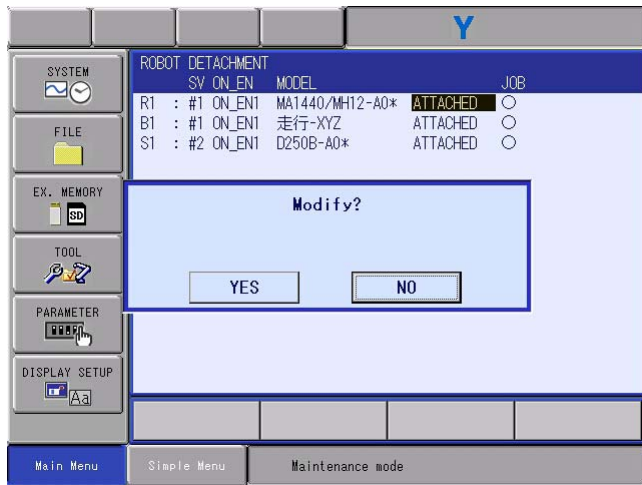 Y
SYSTEM
FILE
EX. MEMORY
SD
TOOL
PARAMETER
DISPLAY SETUP
Aa
ROBOT DETACHMENT
SV ON_EN MODEL JOB
R1 : #1 ON_EN1 MA1440/MH12-A0* ATTACHED ○
B1 : #1 ON_EN1 走行-XYZ ATTACHED ○
S1 : #2 ON_EN1 D250B-A0* ATTACHED ○
Modify?
YES NO
Main Menu Simple Menu Maintenance mode